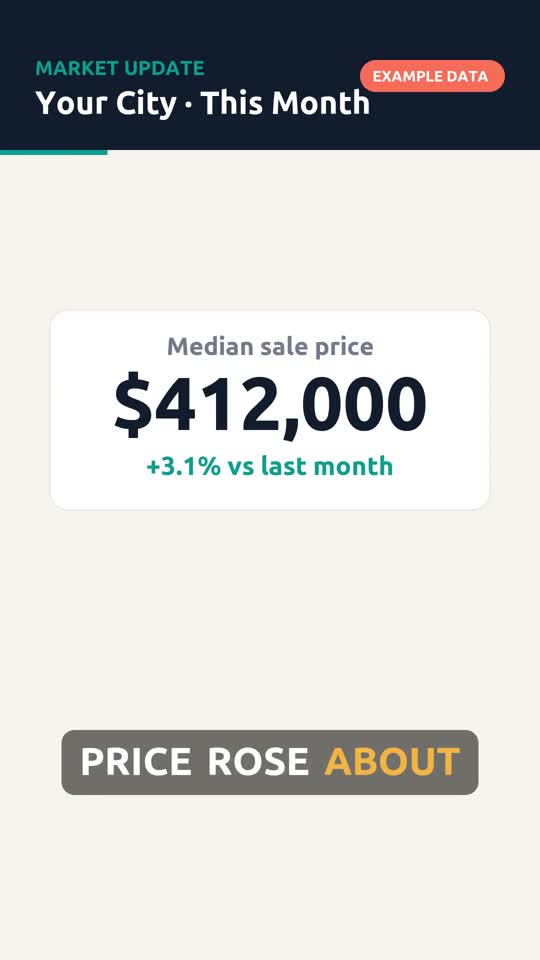 MARKET UPDATE
EXAMPLE DATA
Your City · This Month
Median sale price
$412,000
+3.1% vs last month
PRICE ROSE ABOUT